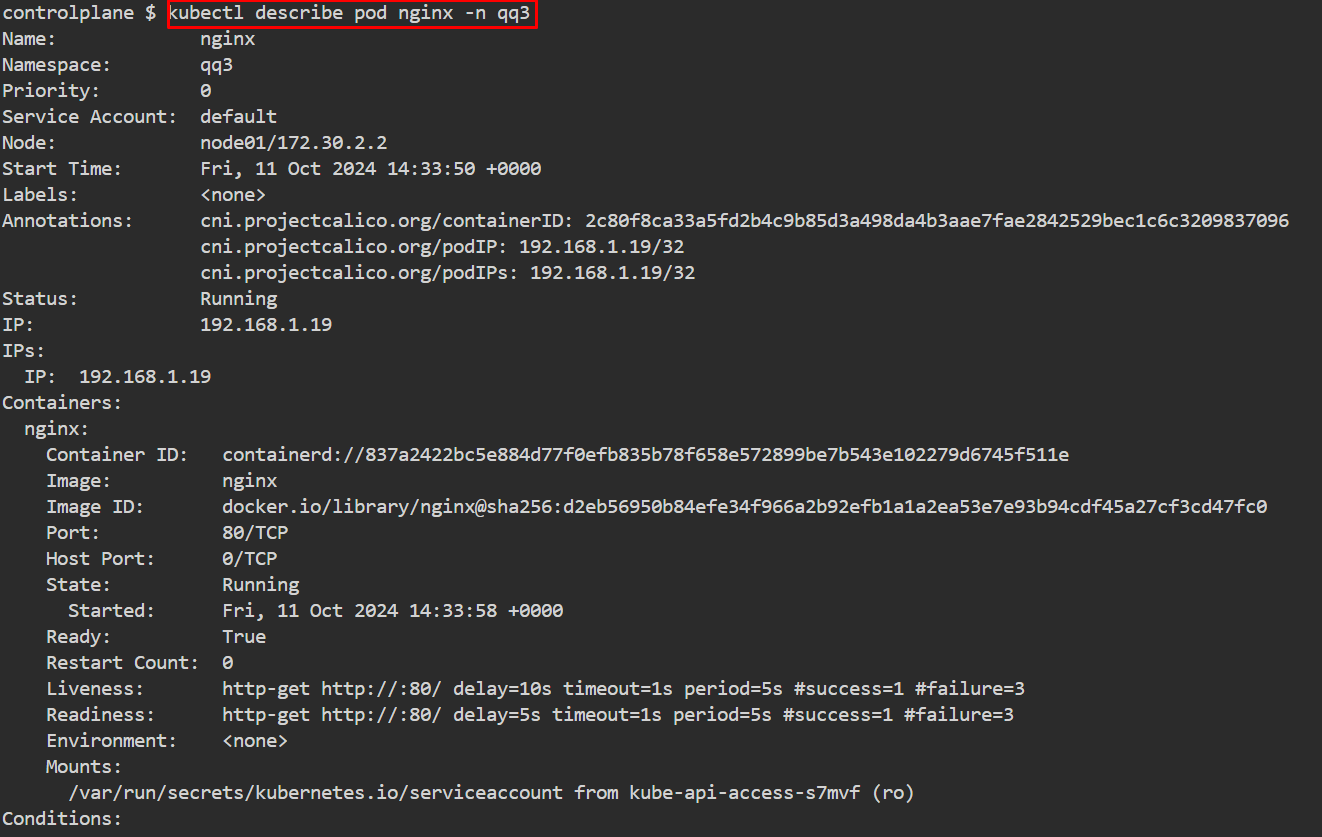 controlplane $ kubectl describe pod nginx -n qq3
Name:             nginx
Namespace:        qq3
Priority:         0
Service Account:  default
Node:             node01/172.30.2.2
Start Time:       Fri, 11 Oct 2024 14:33:50 +0000
Labels:           <none>
Annotations:      cni.projectcalico.org/containerID: 2c80f8ca33a5fd2b4c9b85d3a498da4b3aae7fae2842529bec1c6c3209837096
                  cni.projectcalico.org/podIP: 192.168.1.19/32
                  cni.projectcalico.org/podIPs: 192.168.1.19/32
Status:           Running
IP:               192.168.1.19
IPs:
  IP:  192.168.1.19
Containers:
  nginx:
    Container ID:   containerd://837a2422bc5e884d77f0efb835b78f658e572899be7b543e102279d6745f511e
    Image:          nginx
    Image ID:       docker.io/library/nginx@sha256:d2eb56950b84efe34f966a2b92efb1a1a2ea53e7e93b94cdf45a27cf3cd47fc0
    Port:           80/TCP
    Host Port:      0/TCP
    State:          Running
      Started:      Fri, 11 Oct 2024 14:33:58 +0000
    Ready:          True
    Restart Count:  0
    Liveness:       http-get http://:80/ delay=10s timeout=1s period=5s #success=1 #failure=3
    Readiness:      http-get http://:80/ delay=5s timeout=1s period=5s #success=1 #failure=3
    Environment:    <none>
    Mounts:
      /var/run/secrets/kubernetes.io/serviceaccount from kube-api-access-s7mvf (ro)
Conditions: